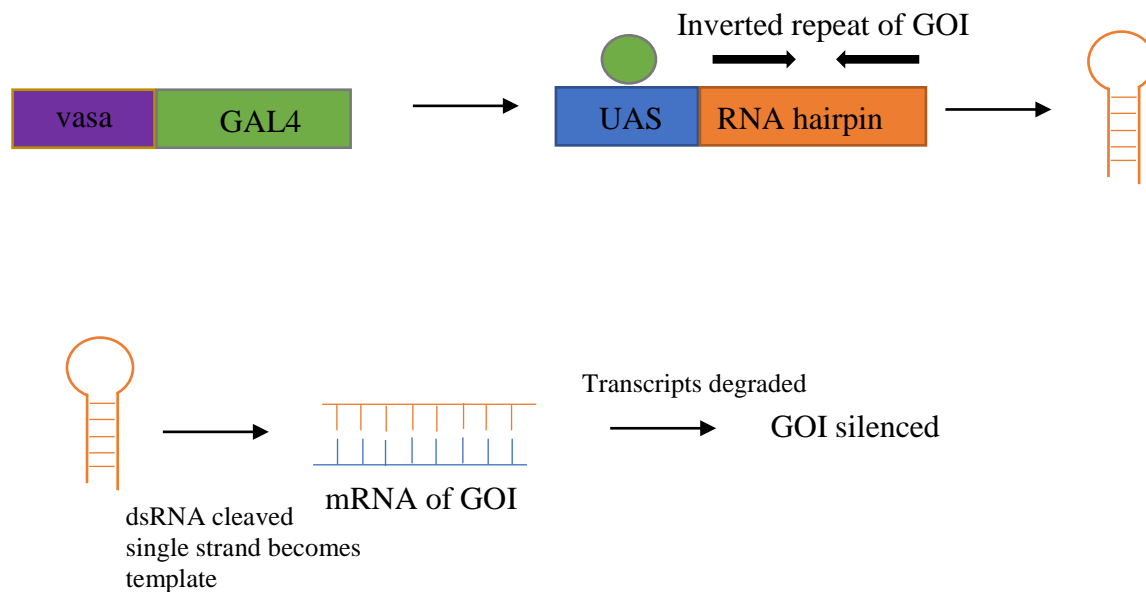 Inverted repeat of GOI
vasa
GAL4
UAS
RNA hairpin
Transcripts degraded
GOI silenced
mRNA of GOI
dsRNA cleaved
single strand becomes
template